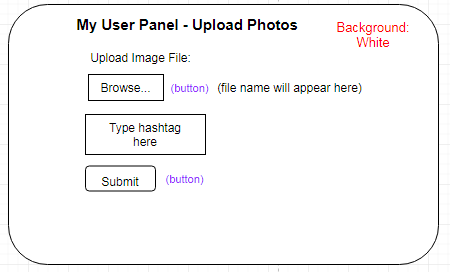 My User Panel - Upload Photos
Background:
White
Upload Image File:
Browse... (button) (file name will appear here)
Type hashtag
here
Submit (button)